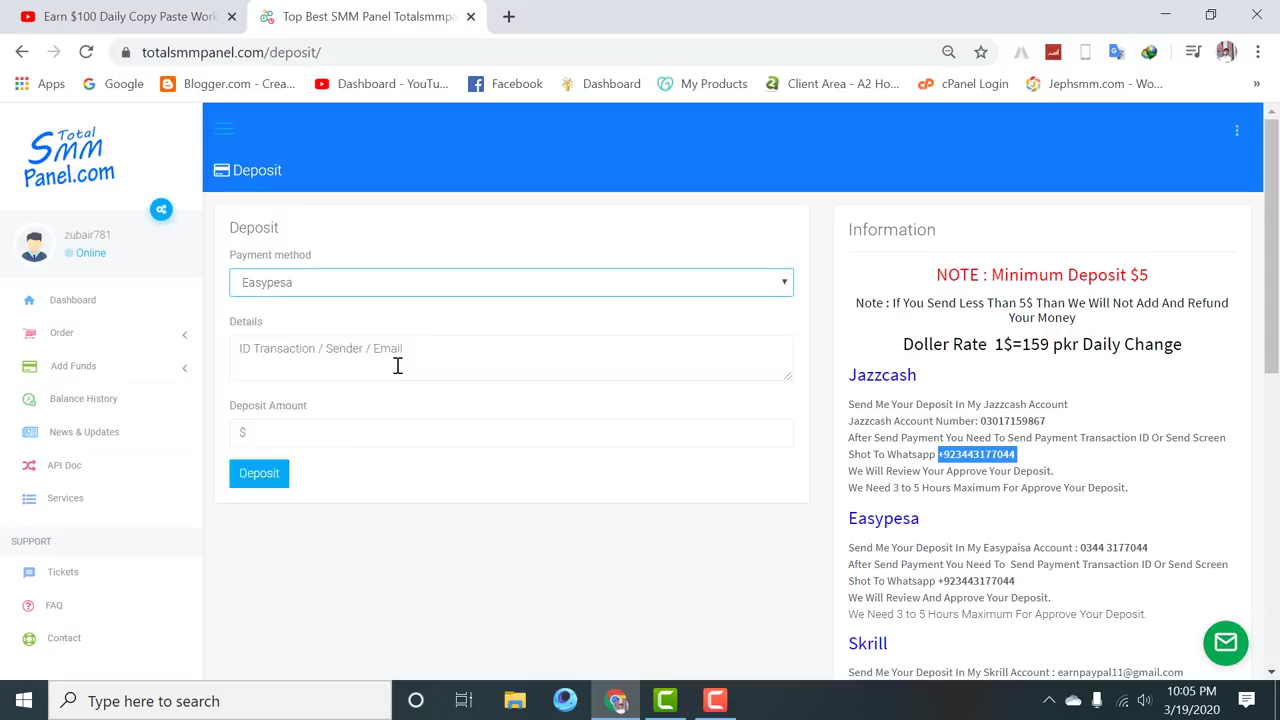 Earn $100 Daily Copy Paste Work
Top Best SMM Panel Totalsmmpa
totalsmmpanel.com/deposit/
Apps
Google
Blogger.com - Crea...
Dashboard - YouTu...
Facebook
Dashboard
My Products
Client Area - A2 Ho...
cPanel Login
Jephsmm.com - Wo...
»
Total
SMM
Panel.com
zubair781
Online
Dashboard
Order
Add Funds
Balance History
News & Updates
API Doc
Services
SUPPORT
Tickets
FAQ
Contact
Deposit
Deposit
Payment method
Easypesa
Details
ID Transaction / Sender / Email
Deposit Amount
$
Deposit
Information
NOTE : Minimum Deposit $5
Note : If You Send Less Than 5$ Than We Will Not Add And Refund
Your Money
Doller Rate 1$=159 pkr Daily Change
Jazzcash
Send Me Your Deposit In My Jazzcash Account
Jazzcash Account Number: 03017159867
After Send Payment You Need To Send Payment Transaction ID Or Send Screen
Shot To Whatsapp +923443177044
We Will Review Your Approve Your Deposit.
We Need 3 to 5 Hours Maximum For Approve Your Deposit.
Easypesa
Send Me Your Deposit In My Easypaisa Account : 0344 3177044
After Send Payment You Need To Send Payment Transaction ID Or Send Screen
Shot To Whatsapp +923443177044
We Will Review And Approve Your Deposit.
We Need 3 to 5 Hours Maximum For Approve Your Deposit.
Skrill
Send Me Your Deposit In My Skrill Account : earnpaypal11@gmail.com
Type here to search
10:05 PM
3/19/2020